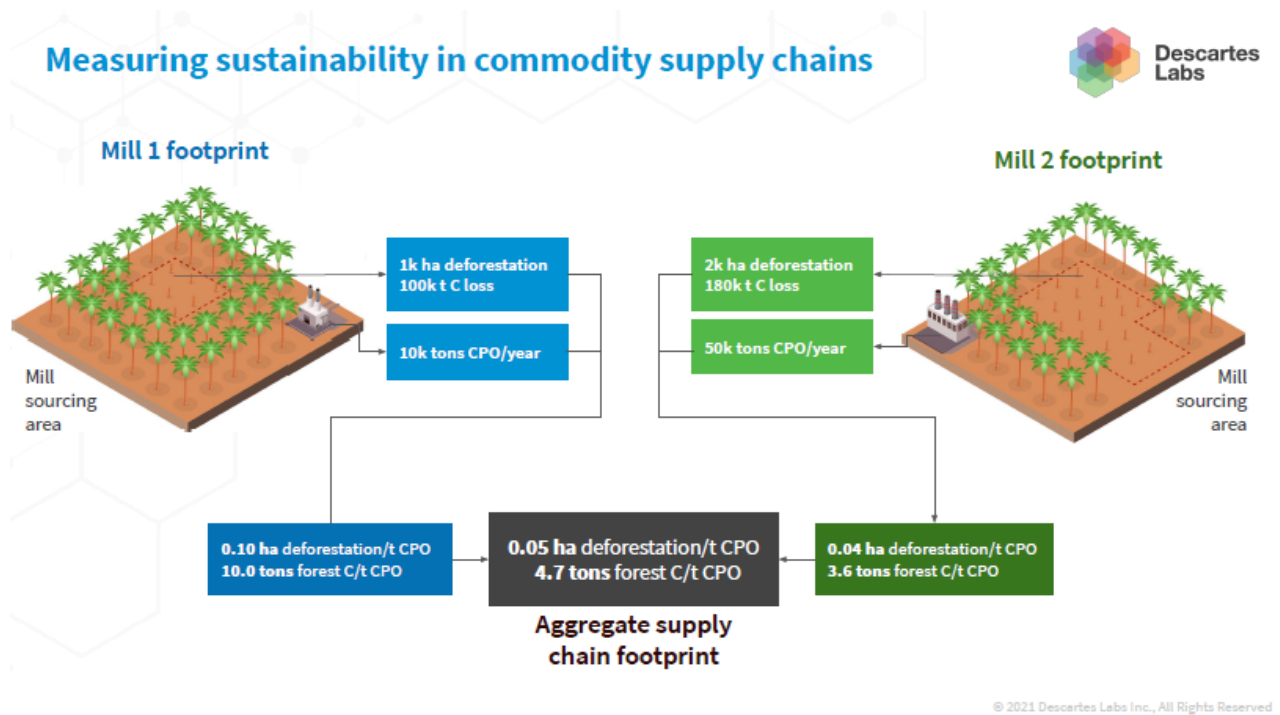 Measuring sustainability in commodity supply chains
Descartes
Labs
Mill 1 footprint
Mill 2 footprint
1k ha deforestation
100k t C loss
10k tons CPO/year
2k ha deforestation
180k t C loss
50k tons CPO/year
Mill
sourcing
area
Mill
sourcing
area
0.10 ha deforestation/t CPO
10.0 tons forest C/t CPO
0.05 ha deforestation/t CPO
4.7 tons forest C/t CPO
0.04 ha deforestation/t CPO
3.6 tons forest C/t CPO
Aggregate supply
chain footprint
© 2021 Descartes Labs Inc., All Rights Reserved